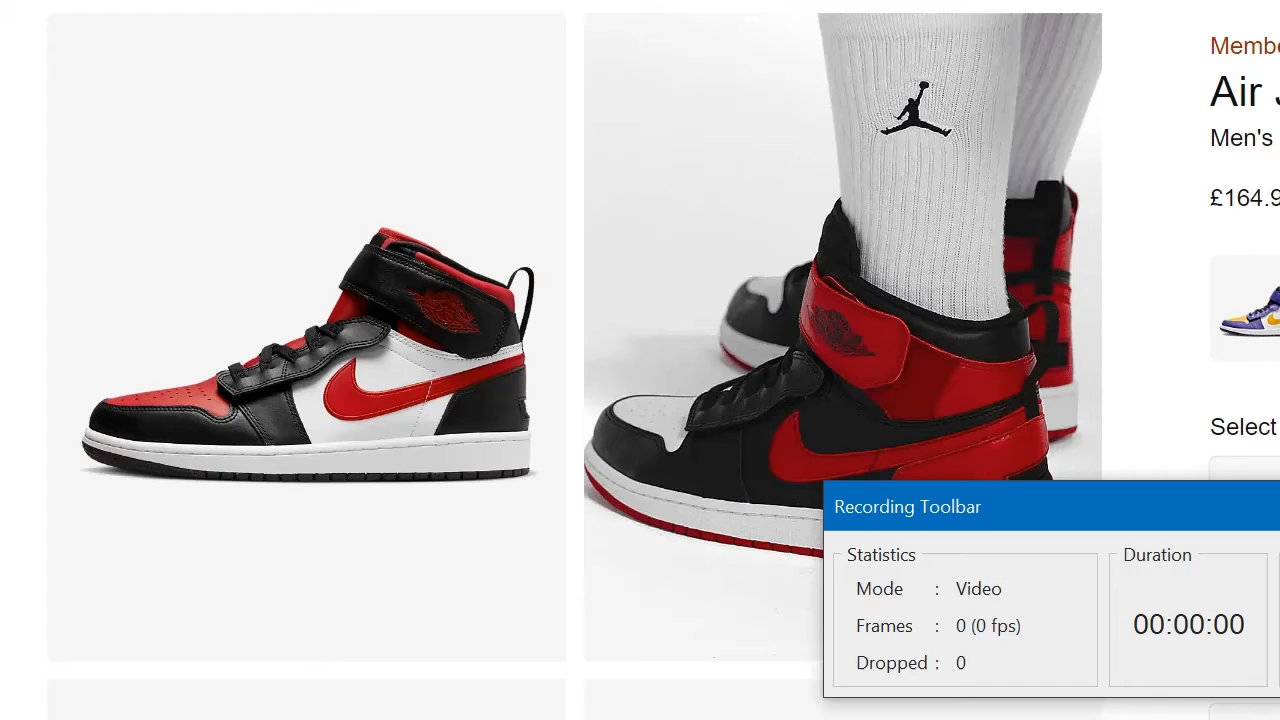 Membe
Air J
Men's
£164.9
Select
Recording Toolbar
Statistics
Duration
Mode : Video
Frames : 0 (0 fps)
Dropped : 0
00:00:00